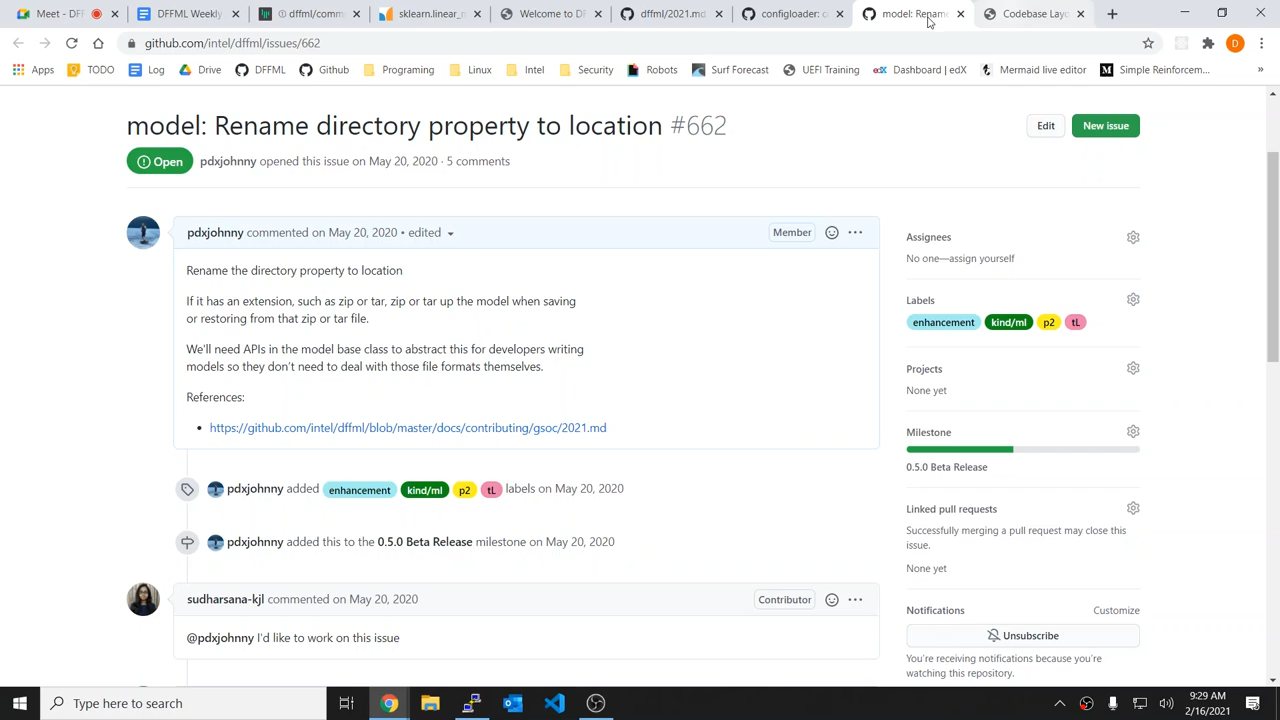 Meet - DFF
DFFML Weekly
dffml/comm
sklearn.linear_
Welcome to DF
dffml/2021.md
configloader: c
model: Renam
Codebase Layo
github.com/intel/dffml/issues/662
D
Apps
TODO
Log
Drive
DFFML
Github
Programing
Linux
Intel
Security
Robots
Surf Forecast
UEFI Training
Dashboard | edX
Mermaid live editor
Simple Reinforcem...
model: Rename directory property to location #662
Edit
New issue
Open
pdxjohnny opened this issue on May 20, 2020 · 5 comments
pdxjohnny commented on May 20, 2020 • edited
Member
Rename the directory property to location
If it has an extension, such as zip or tar, zip or tar up the model when saving
or restoring from that zip or tar file.
We'll need APIs in the model base class to abstract this for developers writing
models so they don't need to deal with those file formats themselves.
References:
• https://github.com/intel/dffml/blob/master/docs/contributing/gsoc/2021.md
pdxjohnny added enhancement kind/ml p2 tL labels on May 20, 2020
pdxjohnny added this to the 0.5.0 Beta Release milestone on May 20, 2020
sudharsana-kjl commented on May 20, 2020
Contributor
@pdxjohnny I'd like to work on this issue
Assignees
No one—assign yourself
Labels
enhancement kind/ml p2 tL
Projects
None yet
Milestone
0.5.0 Beta Release
Linked pull requests
Successfully merging a pull request may close this
issue.
None yet
Notifications
Customize
Unsubscribe
You're receiving notifications because you're
watching this repository.
Type here to search
9:29 AM
2/16/2021